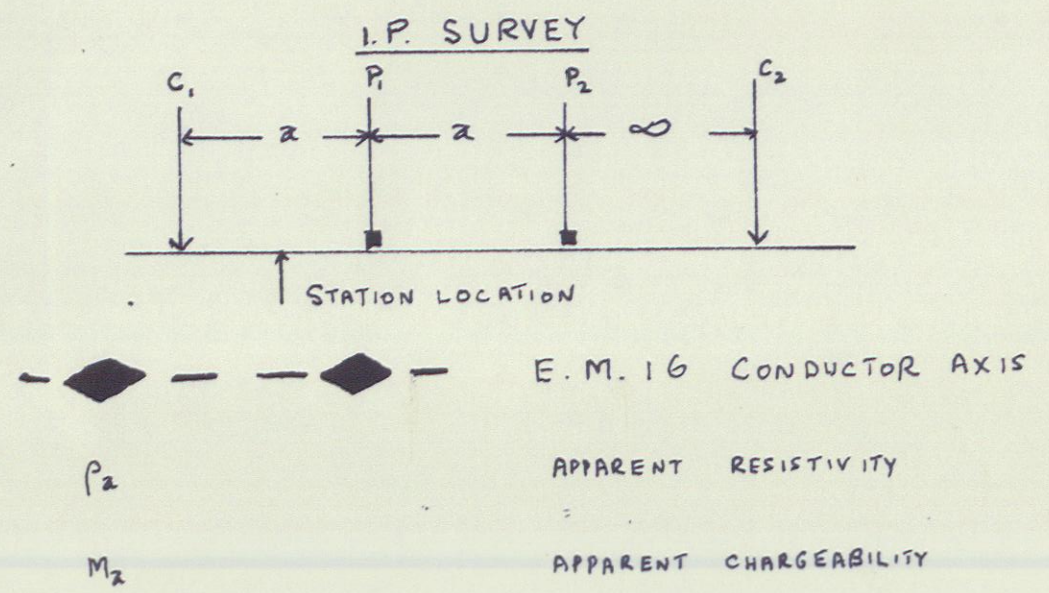 I.P. SURVEY
C₁ P₁ P₂ C₂
a a ∞
STATION LOCATION
E.M.16 CONDUCTOR AXIS
ρa APPARENT RESISTIVITY
Ma APPARENT CHARGEABILITY